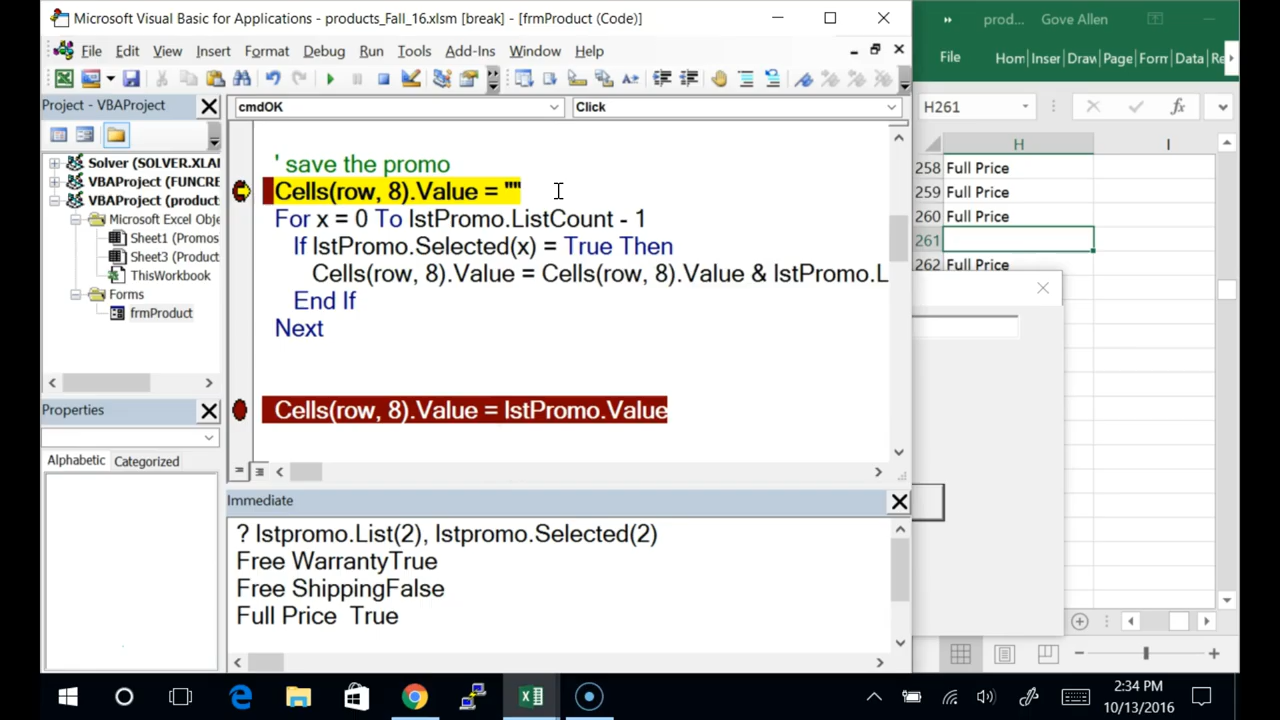 Microsoft Visual Basic for Applications - products_Fall_16.xlsm [break] - [frmProduct (Code)]
prod... Gove Allen
File Edit View Insert Format Debug Run Tools Add-Ins Window Help
File Hom Inser Draw Page Form Data Re
Project - VBAProject
cmdOK Click
H261 fx
H I
Solver (SOLVER.XLAI
VBAProject (FUNCRE
VBAProject (product
Microsoft Excel Obje
Sheet1 (Promos
Sheet3 (Product
ThisWorkbook
Forms
frmProduct
' save the promo
Cells(row, 8).Value = ""
For x = 0 To lstPromo.ListCount - 1
If lstPromo.Selected(x) = True Then
Cells(row, 8).Value = Cells(row, 8).Value & lstPromo.L
End If
Next
Cells(row, 8).Value = lstPromo.Value
258 Full Price
259 Full Price
260 Full Price
261
262 Full Price
Properties
Alphabetic Categorized
Immediate
? lstpromo.List(2), lstpromo.Selected(2)
Free WarrantyTrue
Free ShippingFalse
Full Price True
2:34 PM
10/13/2016